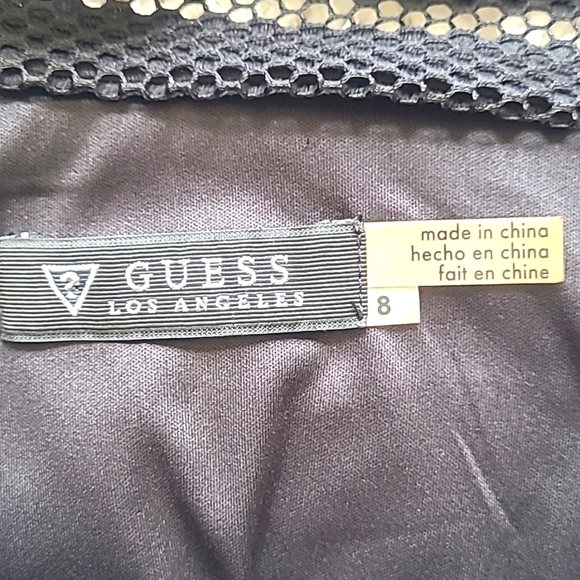 ?
GUESS
LOS ANGELES
8
made in china
hecho en china
fait en chine